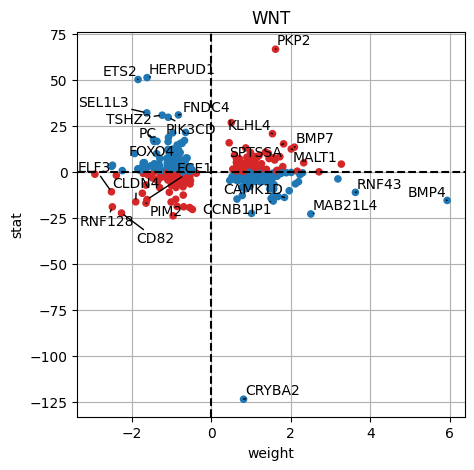 WNT
PKP2
ETS2
HERPUD1
SEL1L3
FNDC4
TSHZ2
PIK3CD
KLHL4
PC
BMP7
FOXO4
SPTSSA
MALT1
ELF3
ECE1
CLDN4
CAMK1D
RNF43
BMP4
CCNB1IP1
MAB21L4
RNF128
PIM2
CD82
CRYBA2
75
50
25
0
−25
−50
−75
−100
−125
stat
−2
0
2
4
6
weight